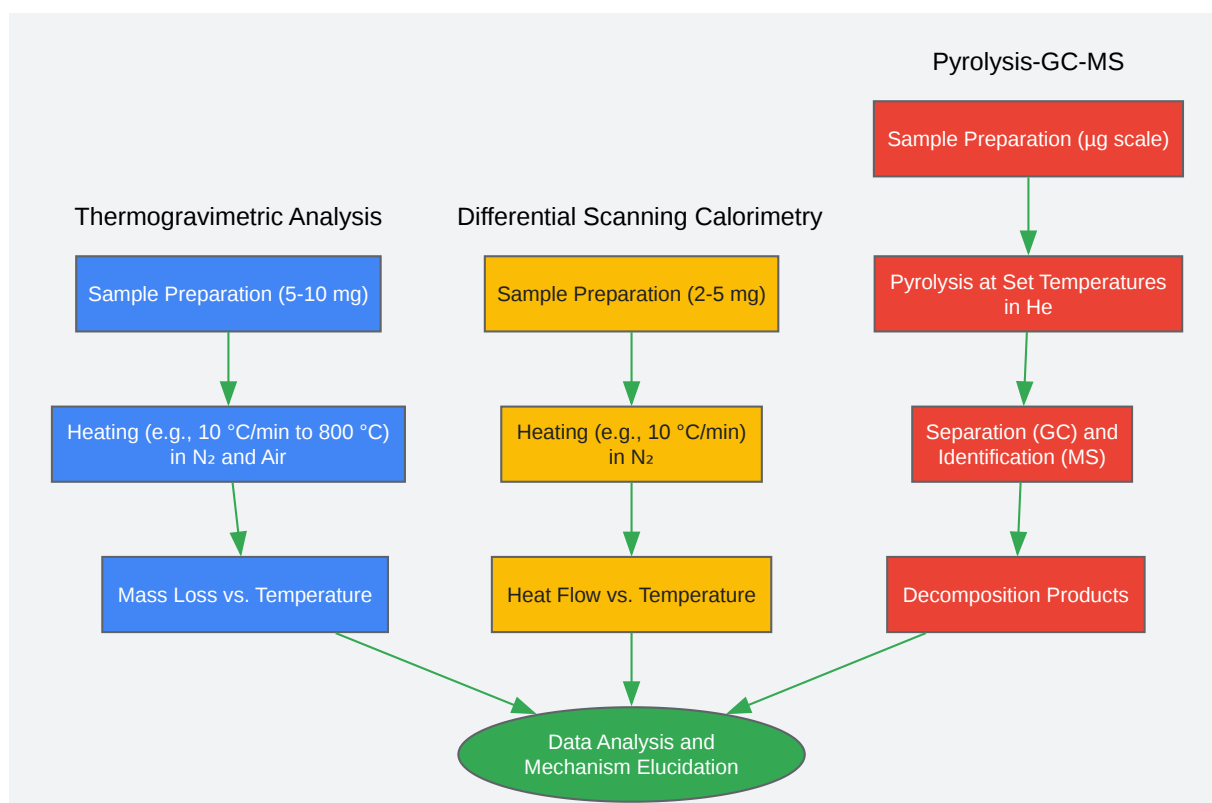 Pyrolysis-GC-MS
Sample Preparation (µg scale)
Thermogravimetric Analysis
Differential Scanning Calorimetry
Sample Preparation (5-10 mg)
Sample Preparation (2-5 mg)
Pyrolysis at Set Temperatures
in He
Heating (e.g., 10 °C/min to 800 °C)
in N₂ and Air
Heating (e.g., 10 °C/min)
in N₂
Separation (GC) and
Identification (MS)
Mass Loss vs. Temperature
Heat Flow vs. Temperature
Decomposition Products
Data Analysis and
Mechanism Elucidation